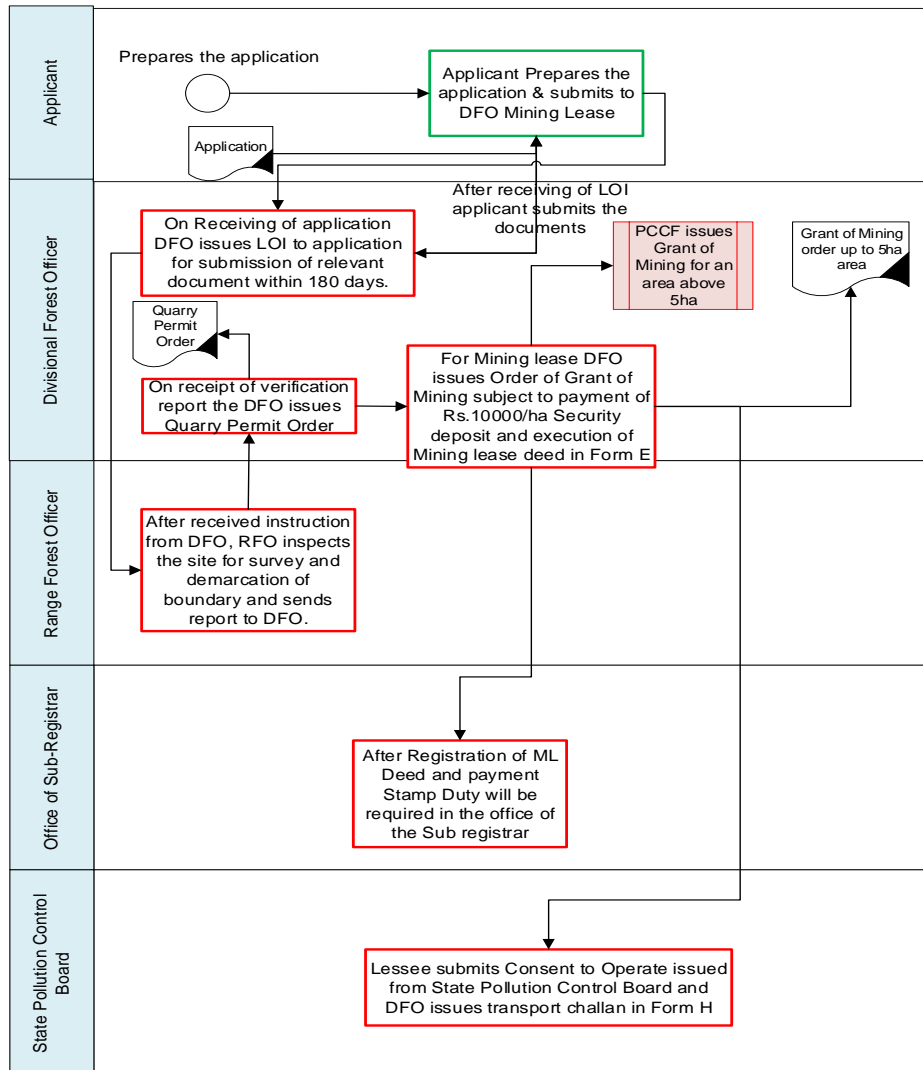 Applicant
Prepares the application
Applicant Prepares the
application & submits to
DFO Mining Lease
Application
After receiving of LOI
applicant submits the
documents
Divisional Forest Officer
On Receiving of application
DFO issues LOI to application
for submission of relevant
document within 180 days.
PCCF issues
Grant of
Mining for an
area above
5ha
Grant of Mining
order up to 5ha
area
Quarry
Permit
Order
On receipt of verification
report the DFO issues
Quarry Permit Order
For Mining lease DFO
issues Order of Grant of
Mining subject to payment of
Rs.10000/ha Security
deposit and execution of
Mining lease deed in Form E
Range Forest Officer
After received instruction
from DFO, RFO inspects
the site for survey and
demarcation of
boundary and sends
report to DFO.
Office of Sub-Registrar
After Registration of ML
Deed and payment
Stamp Duty will be
required in the office of
the Sub registrar
State Pollution Control
Board
Lessee submits Consent to Operate issued
from State Pollution Control Board and
DFO issues transport challan in Form H